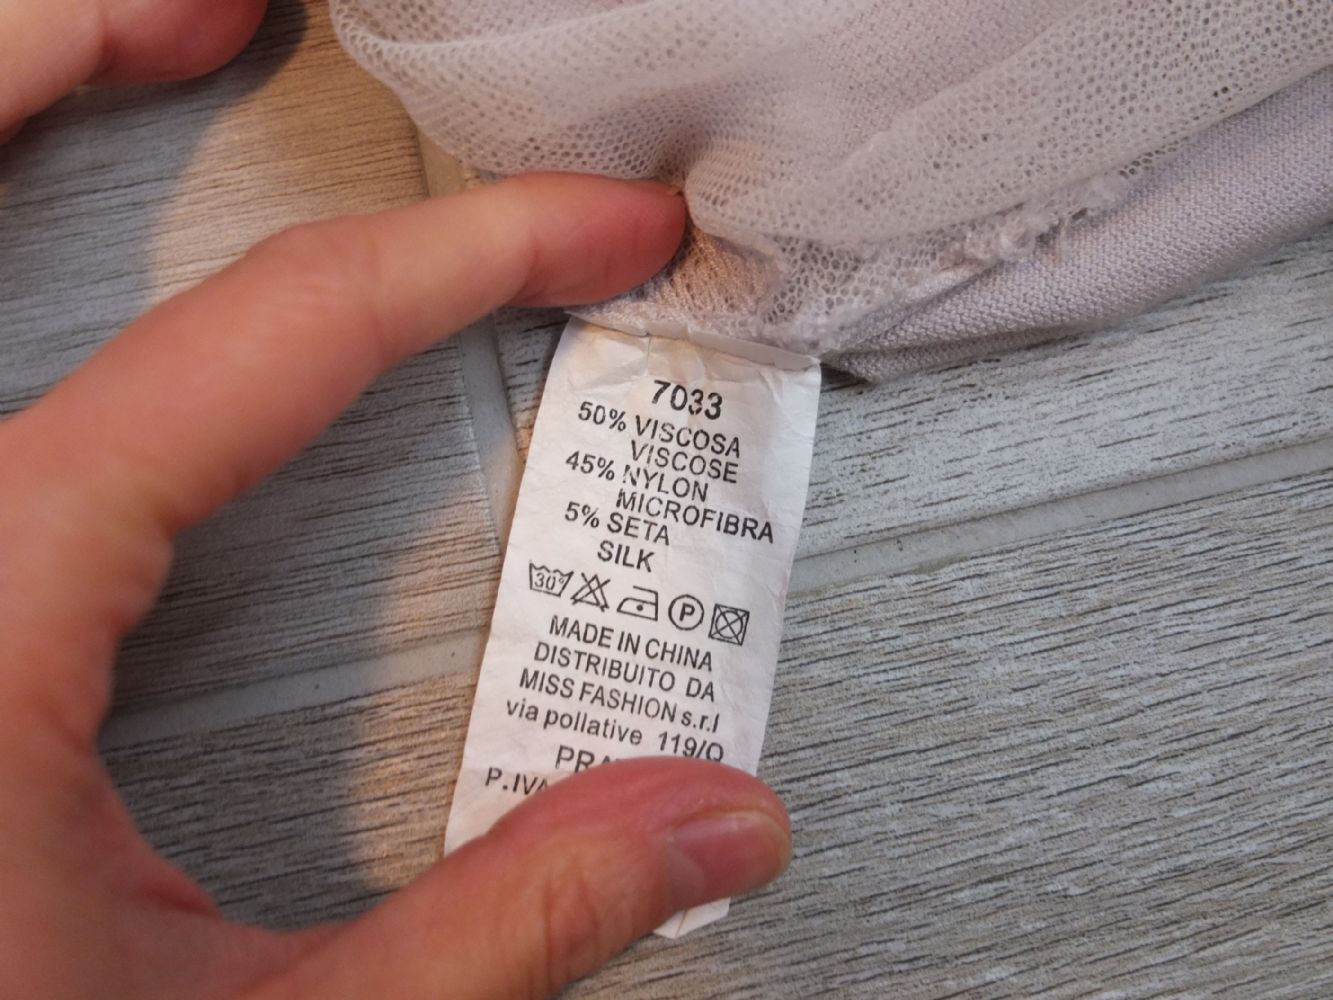 7033
50% VISCOSA
VISCOSE
45% NYLON
MICROFIBRA
5% SETA
SILK
30°
P
MADE IN CHINA
DISTRIBUITO DA
MISS FASHION s.r.l
via pollative 119/Q